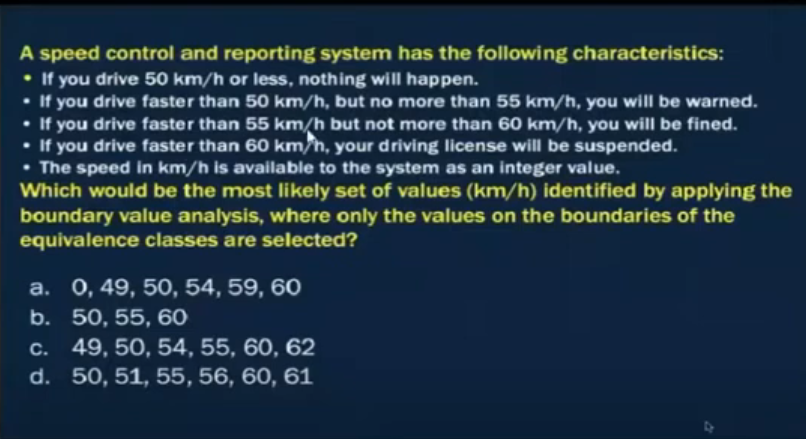 A speed control and reporting system has the following characteristics:
• If you drive 50 km/h or less, nothing will happen.
• If you drive faster than 50 km/h, but no more than 55 km/h, you will be warned.
• If you drive faster than 55 km/h but not more than 60 km/h, you will be fined.
• If you drive faster than 60 km/h, your driving license will be suspended.
• The speed in km/h is available to the system as an integer value.
Which would be the most likely set of values (km/h) identified by applying the
boundary value analysis, where only the values on the boundaries of the
equivalence classes are selected?
a. 0, 49, 50, 54, 59, 60
b. 50, 55, 60
c. 49, 50, 54, 55, 60, 62
d. 50, 51, 55, 56, 60, 61